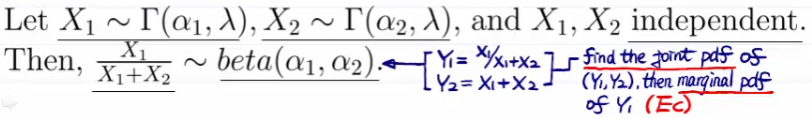 Let X₁ ∼ Γ(α₁, λ), X₂ ∼ Γ(α₂, λ), and X₁, X₂ independent.
Then, X₁/(X₁+X₂) ∼ beta(α₁, α₂). ← [Y₁ = X₁/X₁+X₂ ] find the joint pdf of
Y₂ = X₁+X₂ (Y₁, Y₂), then marginal pdf
of Y₁ (Ec)